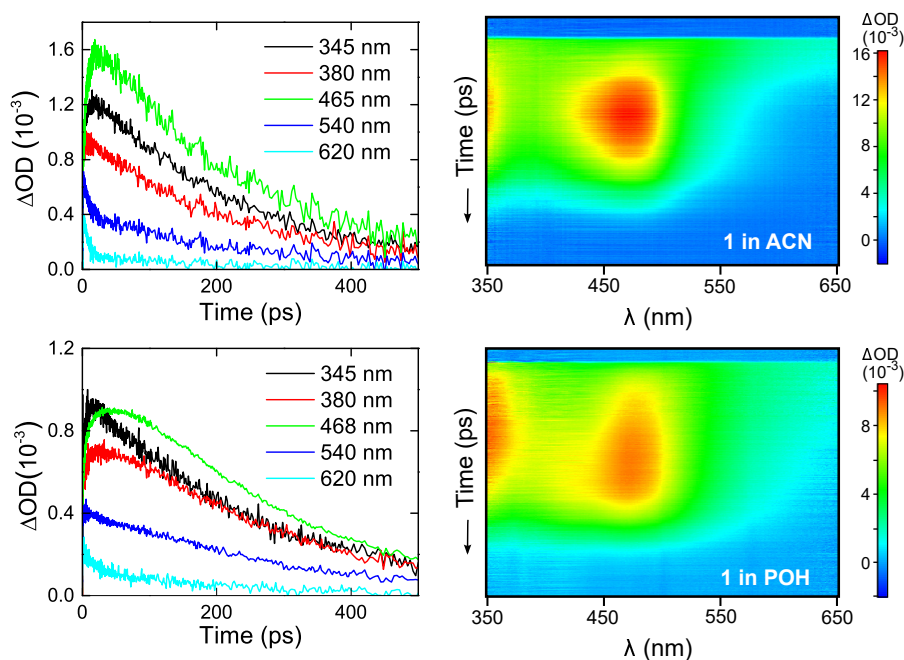 345 nm
380 nm
465 nm
540 nm
620 nm
1.6
1.2
0.8
0.4
0.0
0
200
400
ΔOD (10⁻³)
Time (ps)
ΔOD
(10⁻³)
16
12
8
4
0
Time (ps)
1 in ACN
350
450
550
650
λ (nm)
345 nm
380 nm
468 nm
540 nm
620 nm
1.2
0.8
0.4
0.0
0
200
400
ΔOD(10⁻³)
Time (ps)
ΔOD
(10⁻³)
8
4
0
Time (ps)
1 in POH
350
450
550
650
λ (nm)